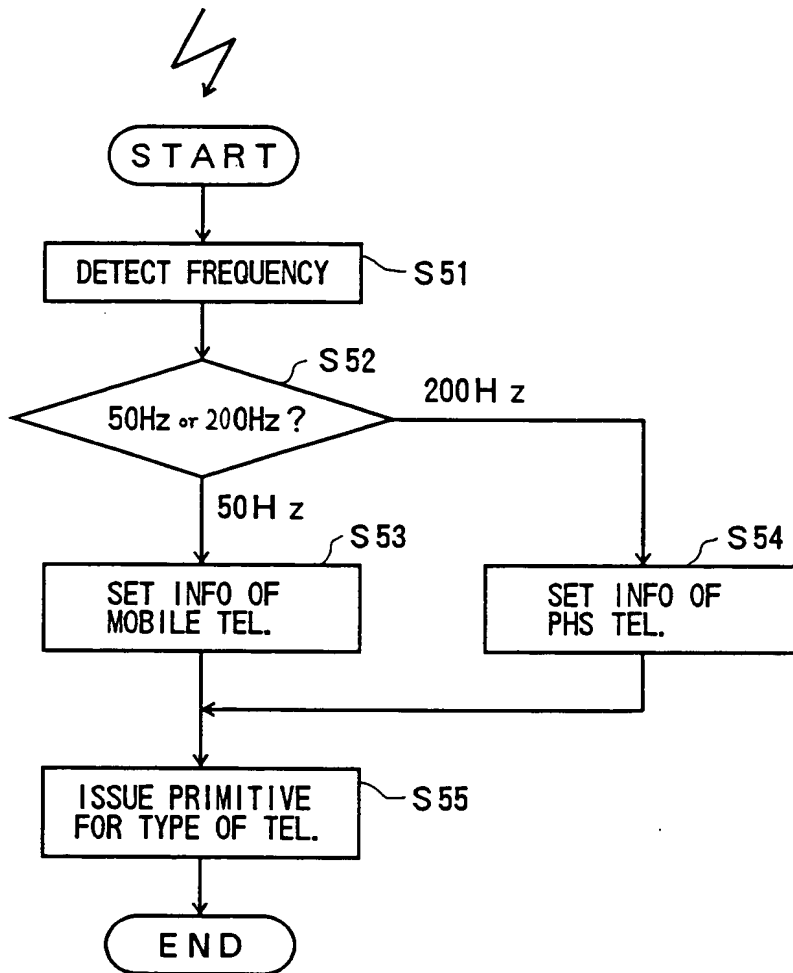 START
DETECT FREQUENCY
S51
S52
50Hz or 200Hz?
200Hz
50Hz
S53
SET INFO OF
MOBILE TEL.
S54
SET INFO OF
PHS TEL.
ISSUE PRIMITIVE
FOR TYPE OF TEL.
S55
END